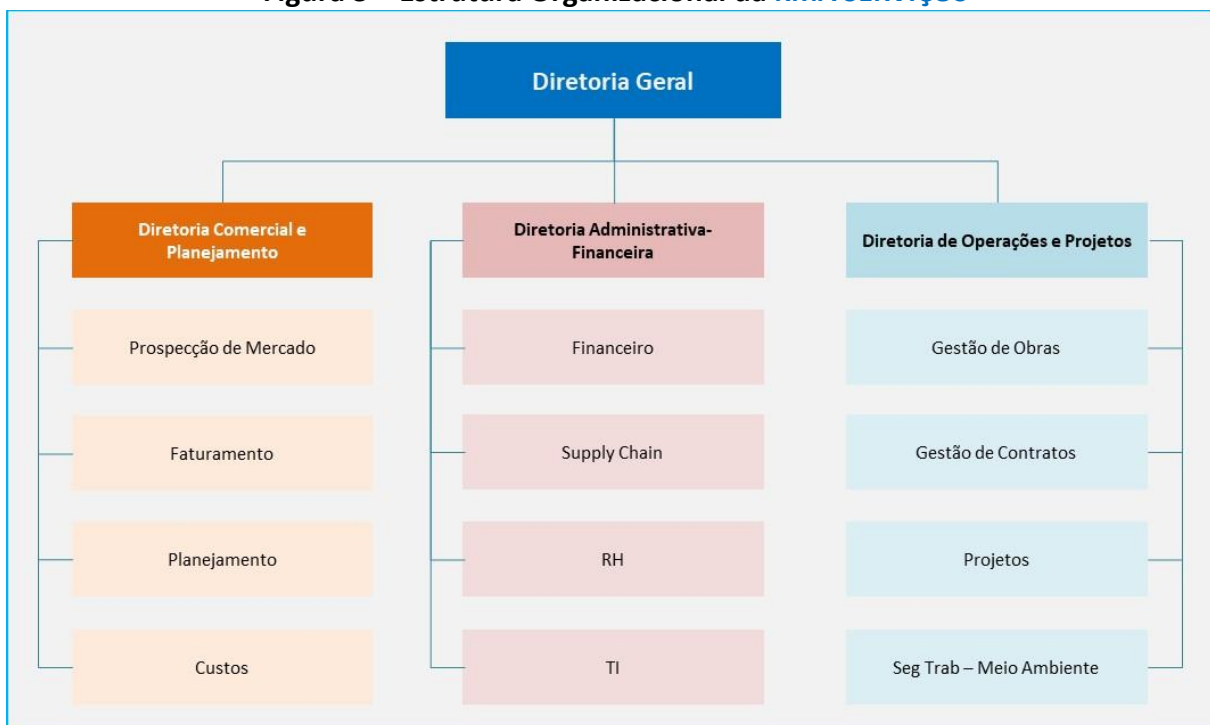 Diretoria Geral
Diretoria Comercial e
Planejamento
Prospecção de Mercado
Faturamento
Planejamento
Custos
Diretoria Administrativa-
Financeira
Financeiro
Supply Chain
RH
TI
Diretoria de Operações e Projetos
Gestão de Obras
Gestão de Contratos
Projetos
Seg Trab – Meio Ambiente